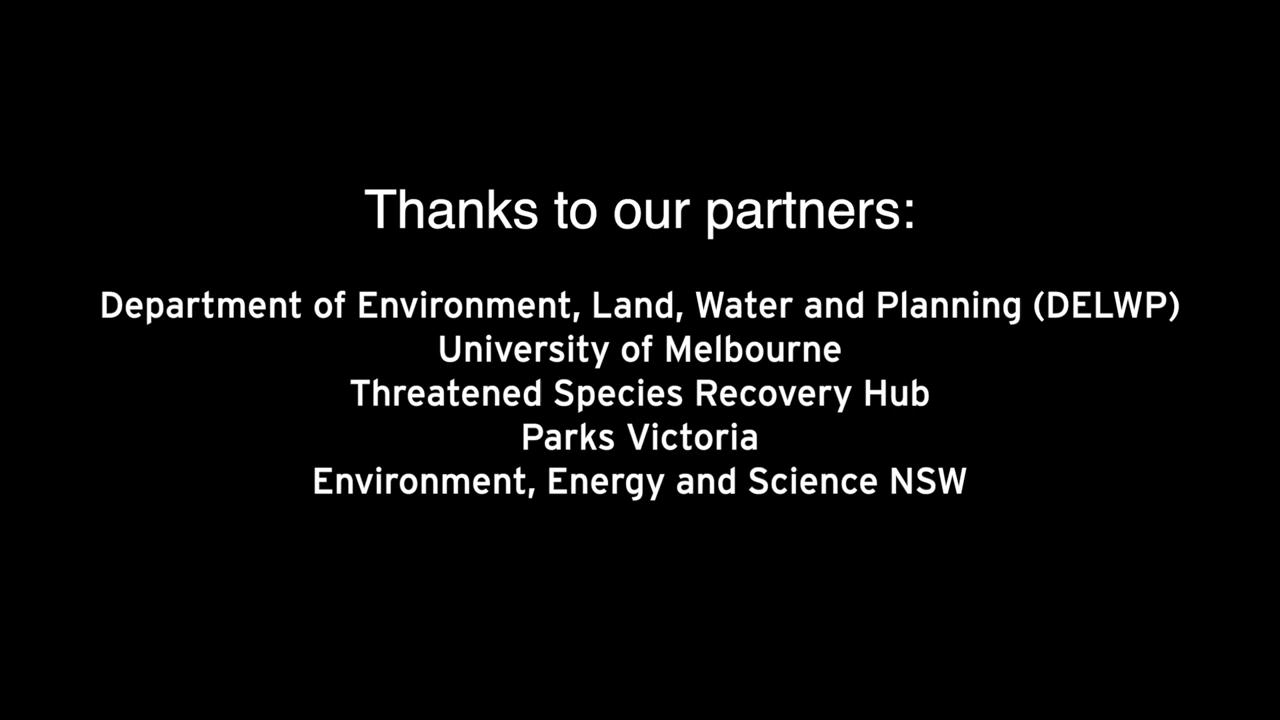 Thanks to our partners:
Department of Environment, Land, Water and Planning (DELWP)
University of Melbourne
Threatened Species Recovery Hub
Parks Victoria
Environment, Energy and Science NSW